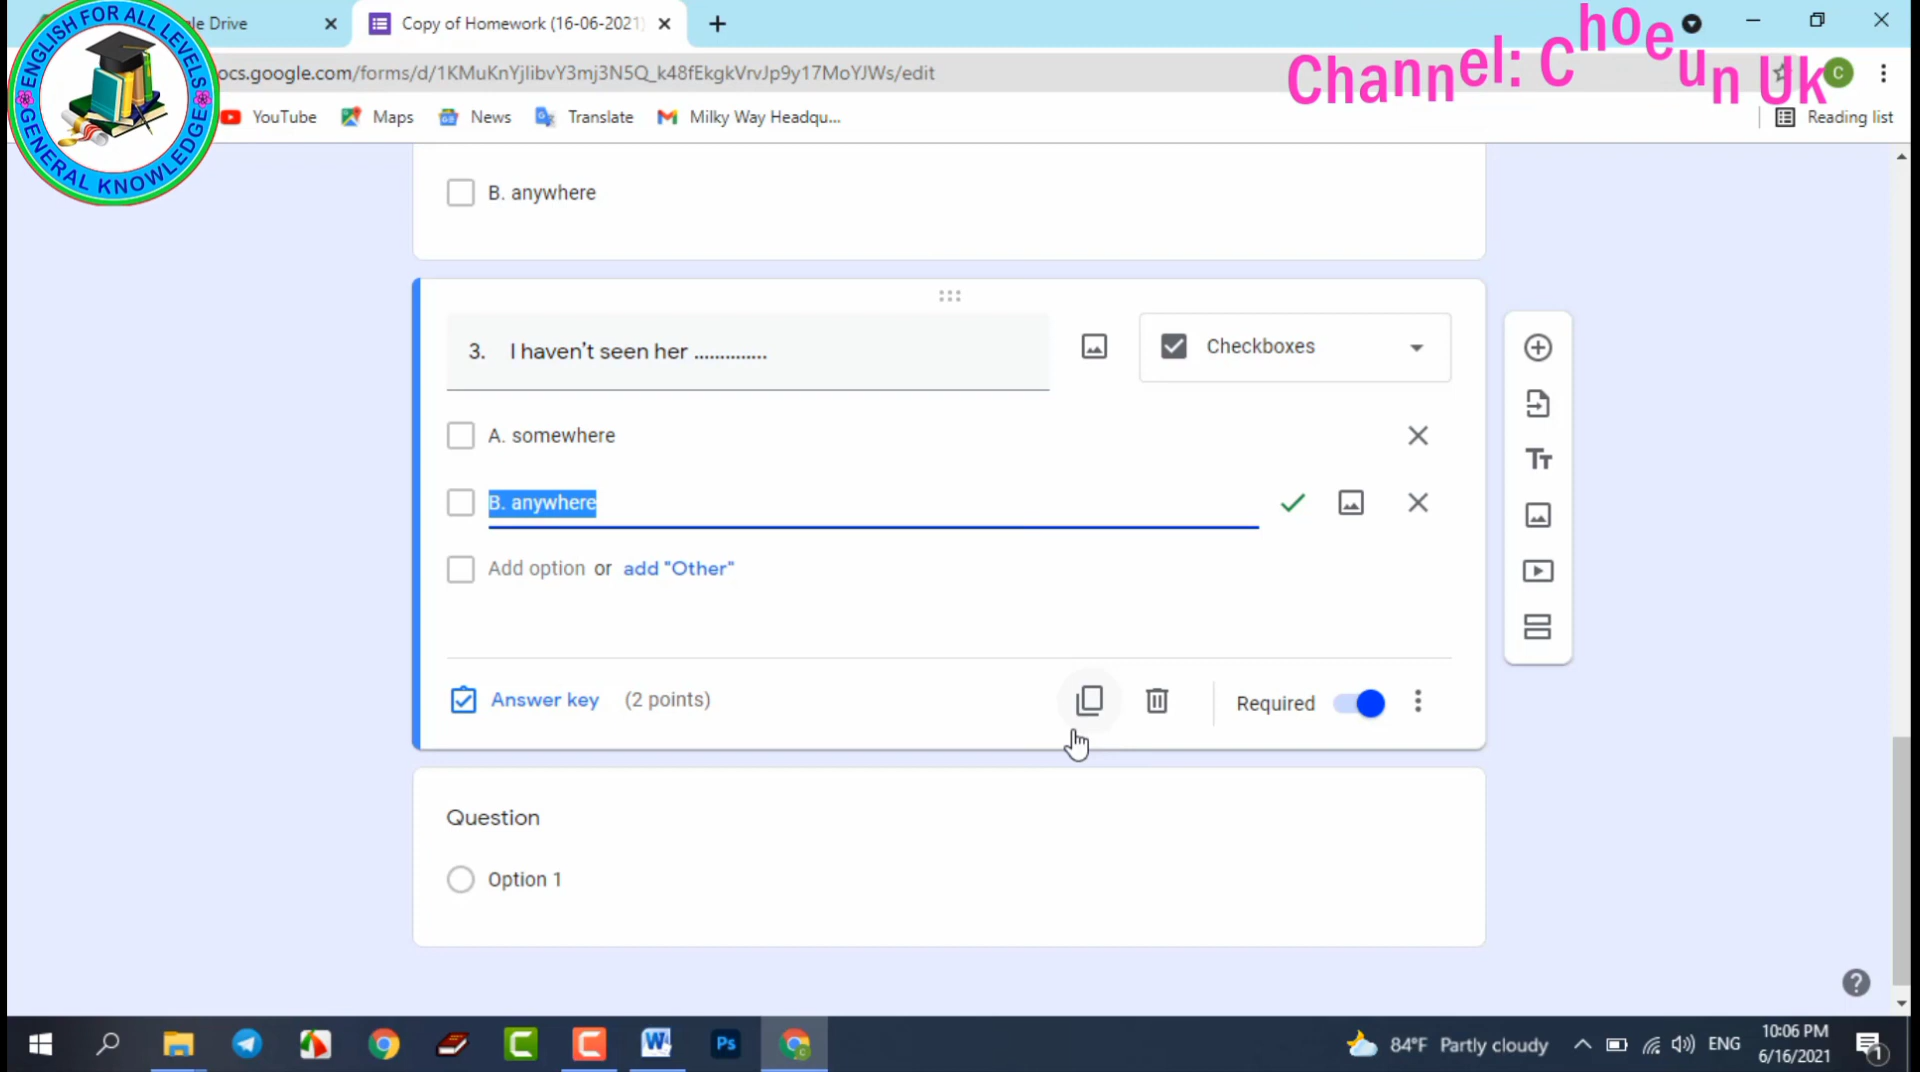 le Drive
Copy of Homework (16-06-2021)
ocs.google.com/forms/d/1KMuKnYjlibvY3mj3N5Q_k48fEkgkVrvJp9y17MoYJWs/edit
Channel: Choeun Uk
C
ENGLISH FOR ALL LEVELS
GENERAL KNOWLEDGE
YouTube
Maps
News
Translate
Milky Way Headqu...
Reading list
B. anywhere
3. I haven’t seen her ..............
Checkboxes
A. somewhere
B. anywhere
Add option or add "Other"
Answer key (2 points)
Required
Question
Option 1
84°F Partly cloudy
ENG
10:06 PM
6/16/2021
1